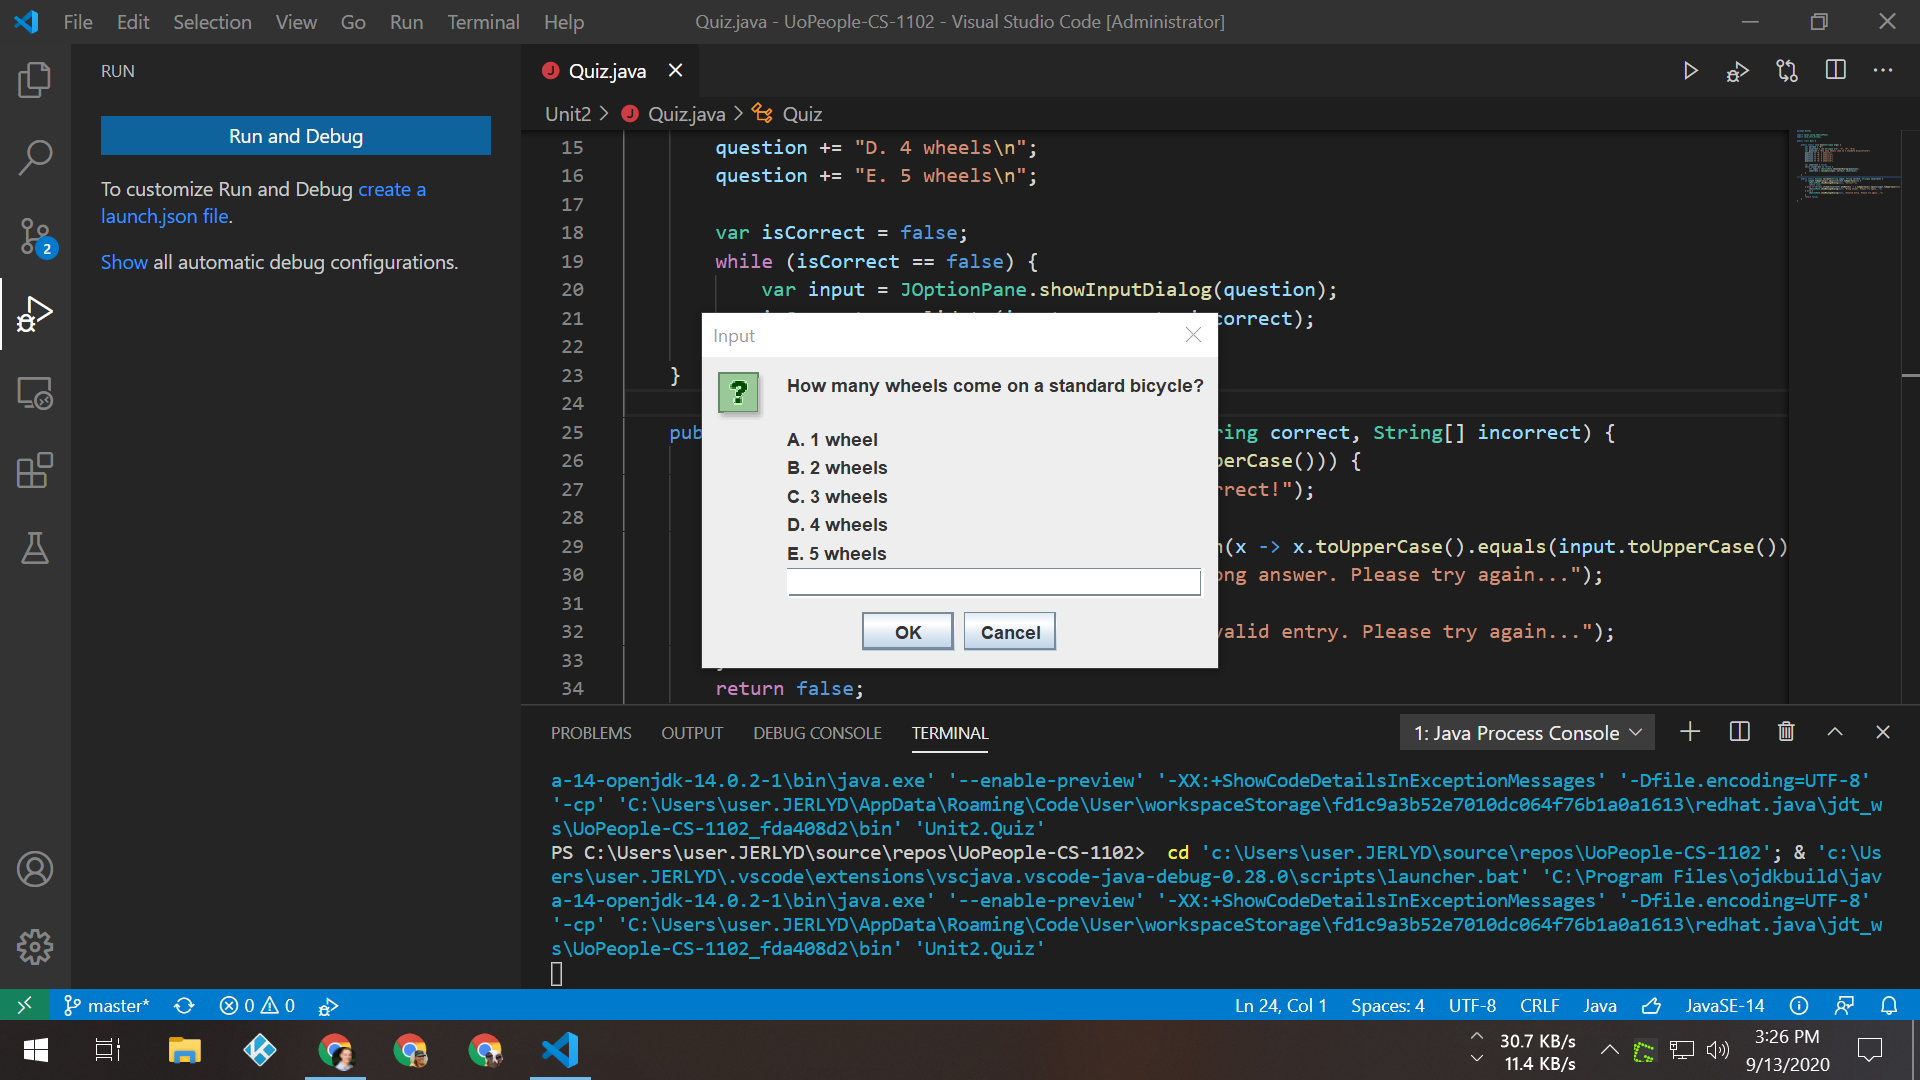 File Edit Selection View Go Run Terminal Help
Quiz.java - UoPeople-CS-1102 - Visual Studio Code [Administrator]
RUN
Run and Debug
To customize Run and Debug create a
launch.json file.
Show all automatic debug configurations.
2
Quiz.java
Unit2 > Quiz.java > Quiz
15 question += "D. 4 wheels\n";
16 question += "E. 5 wheels\n";
17
18 var isCorrect = false;
19 while (isCorrect == false) {
20 var input = JOptionPane.showInputDialog(question);
21 correct);
22
23 }
24
25 pub ring correct, String[] incorrect) {
26 perCase())) {
27 rrect!");
28
29 (x -> x.toUpperCase().equals(input.toUpperCase())
30 ong answer. Please try again...");
31
32 valid entry. Please try again...");
33
34 return false;
Input
How many wheels come on a standard bicycle?
A. 1 wheel
B. 2 wheels
C. 3 wheels
D. 4 wheels
E. 5 wheels
OK Cancel
PROBLEMS OUTPUT DEBUG CONSOLE TERMINAL
1: Java Process Console
a-14-openjdk-14.0.2-1\bin\java.exe' '--enable-preview' '-XX:+ShowCodeDetailsInExceptionMessages' '-Dfile.encoding=UTF-8'
'-cp' 'C:\Users\user.JERLYD\AppData\Roaming\Code\User\workspaceStorage\fd1c9a3b52e7010dc064f76b1a0a1613\redhat.java\jdt_w
s\UoPeople-CS-1102_fda408d2\bin' 'Unit2.Quiz'
PS C:\Users\user.JERLYD\source\repos\UoPeople-CS-1102> cd 'c:\Users\user.JERLYD\source\repos\UoPeople-CS-1102'; & 'c:\Us
ers\user.JERLYD\.vscode\extensions\vscjava.vscode-java-debug-0.28.0\scripts\launcher.bat' 'C:\Program Files\ojdkbuild\jav
a-14-openjdk-14.0.2-1\bin\java.exe' '--enable-preview' '-XX:+ShowCodeDetailsInExceptionMessages' '-Dfile.encoding=UTF-8'
'-cp' 'C:\Users\user.JERLYD\AppData\Roaming\Code\User\workspaceStorage\fd1c9a3b52e7010dc064f76b1a0a1613\redhat.java\jdt_w
s\UoPeople-CS-1102_fda408d2\bin' 'Unit2.Quiz'
master* 0 0
Ln 24, Col 1 Spaces: 4 UTF-8 CRLF Java JavaSE-14
30.7 KB/s
11.4 KB/s
3:26 PM
9/13/2020